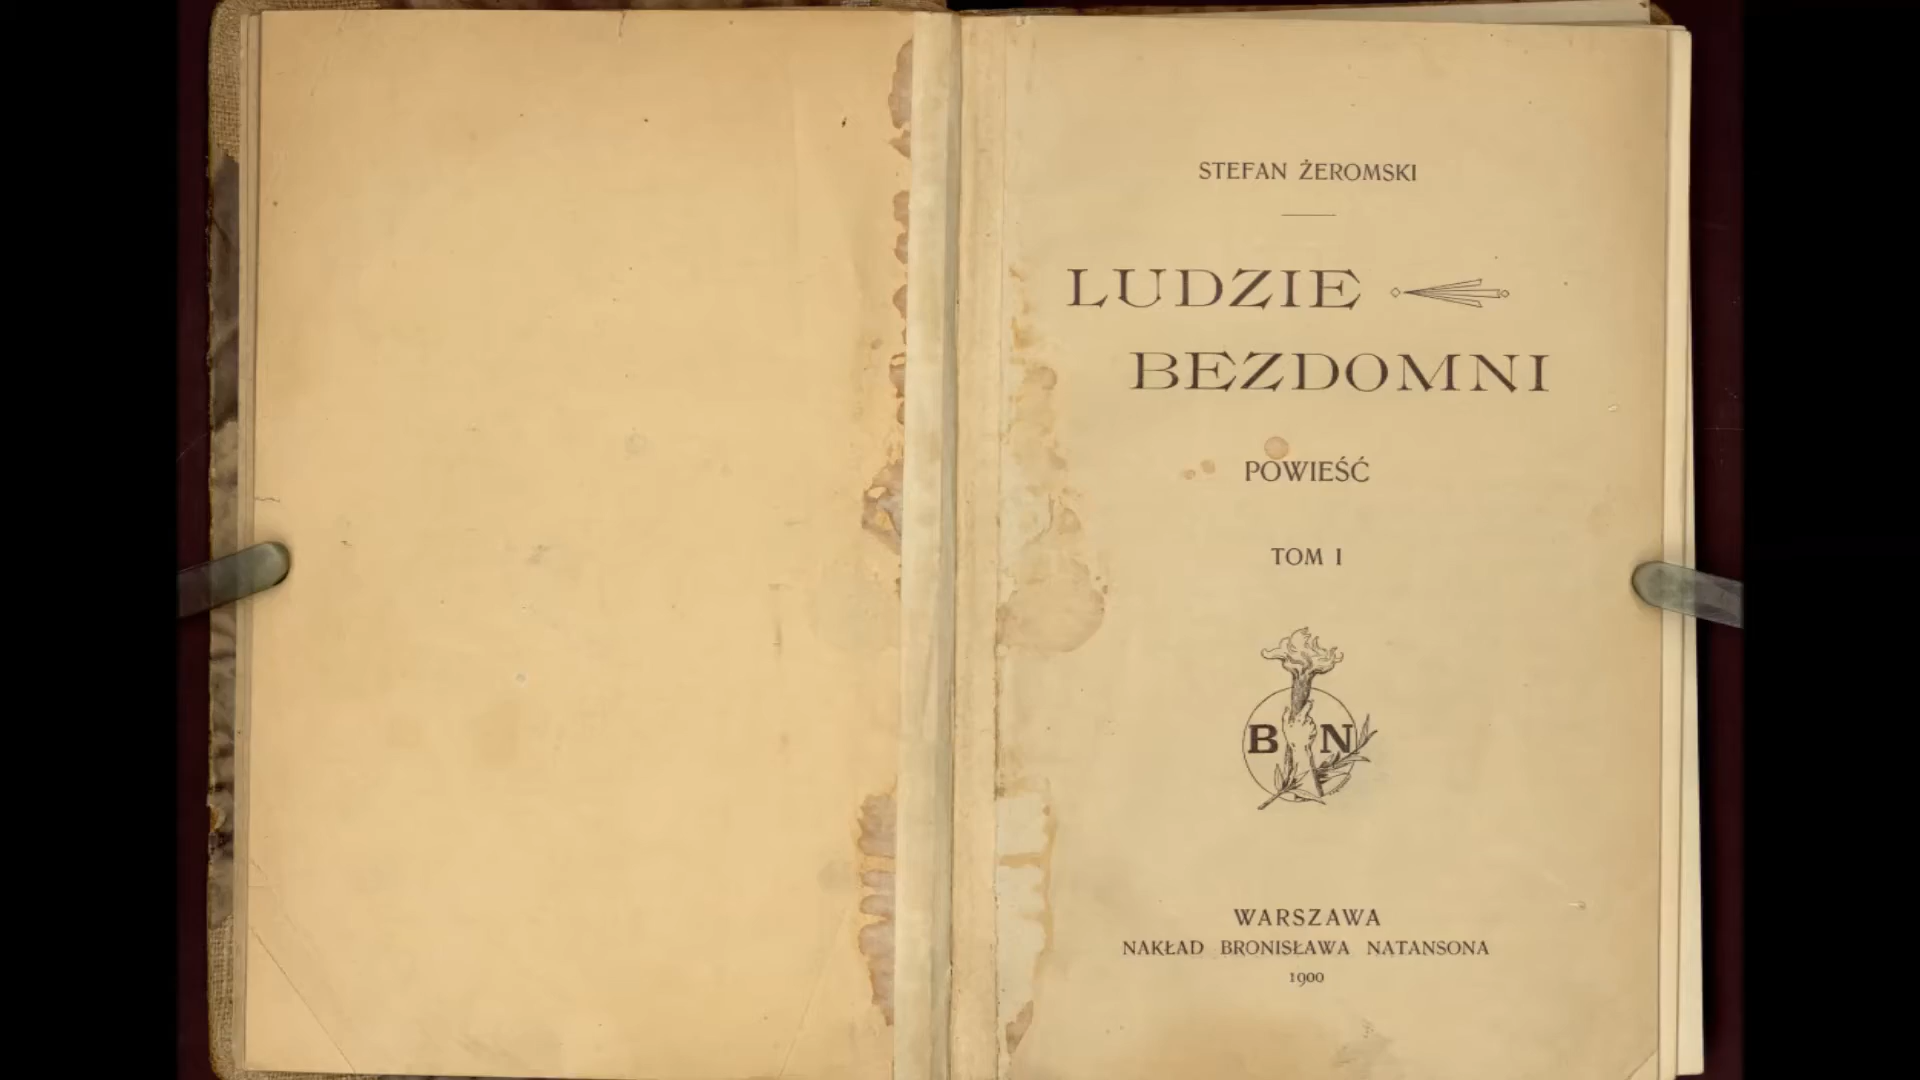 STEFAN ŻEROMSKI
LUDZIE
BEZDOMNI
POWIEŚĆ
TOM I
B N
WARSZAWA
NAKŁAD BRONISŁAWA NATANSONA
1900